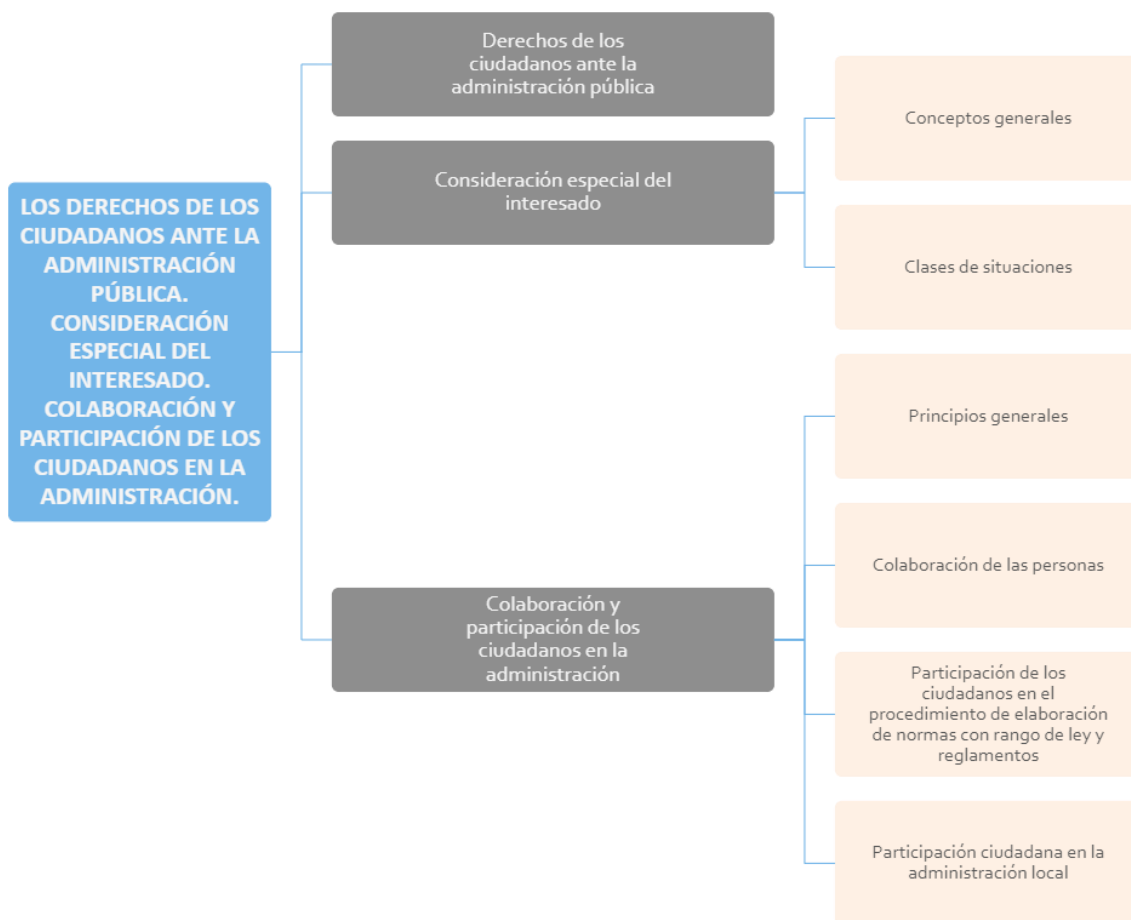 LOS DERECHOS DE LOS
CIUDADANOS ANTE LA
ADMINISTRACIÓN
PÚBLICA.
CONSIDERACIÓN
ESPECIAL DEL
INTERESADO.
COLABORACIÓN Y
PARTICIPACIÓN DE LOS
CIUDADANOS EN LA
ADMINISTRACIÓN.
Derechos de los
ciudadanos ante la
administración pública
Consideración especial del
interesado
Conceptos generales
Clases de situaciones
Colaboración y
participación de los
ciudadanos en la
administración
Principios generales
Colaboración de las personas
Participación de los
ciudadanos en el
procedimiento de elaboración
de normas con rango de ley y
reglamentos
Participación ciudadana en la
administración local